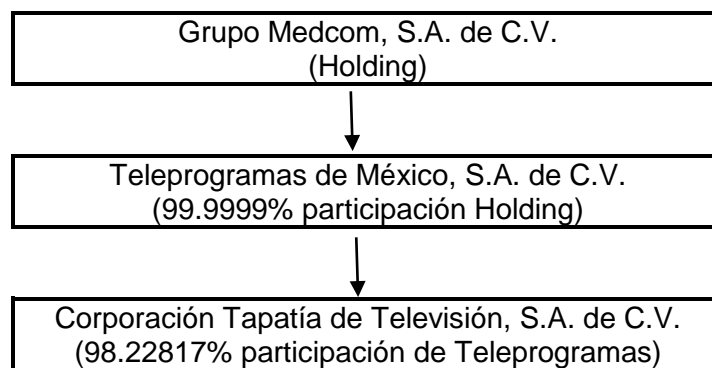 Grupo Medcom, S.A. de C.V.
(Holding)
Teleprogramas de México, S.A. de C.V.
(99.9999% participación Holding)
Corporación Tapatía de Televisión, S.A. de C.V.
(98.22817% participación de Teleprogramas)